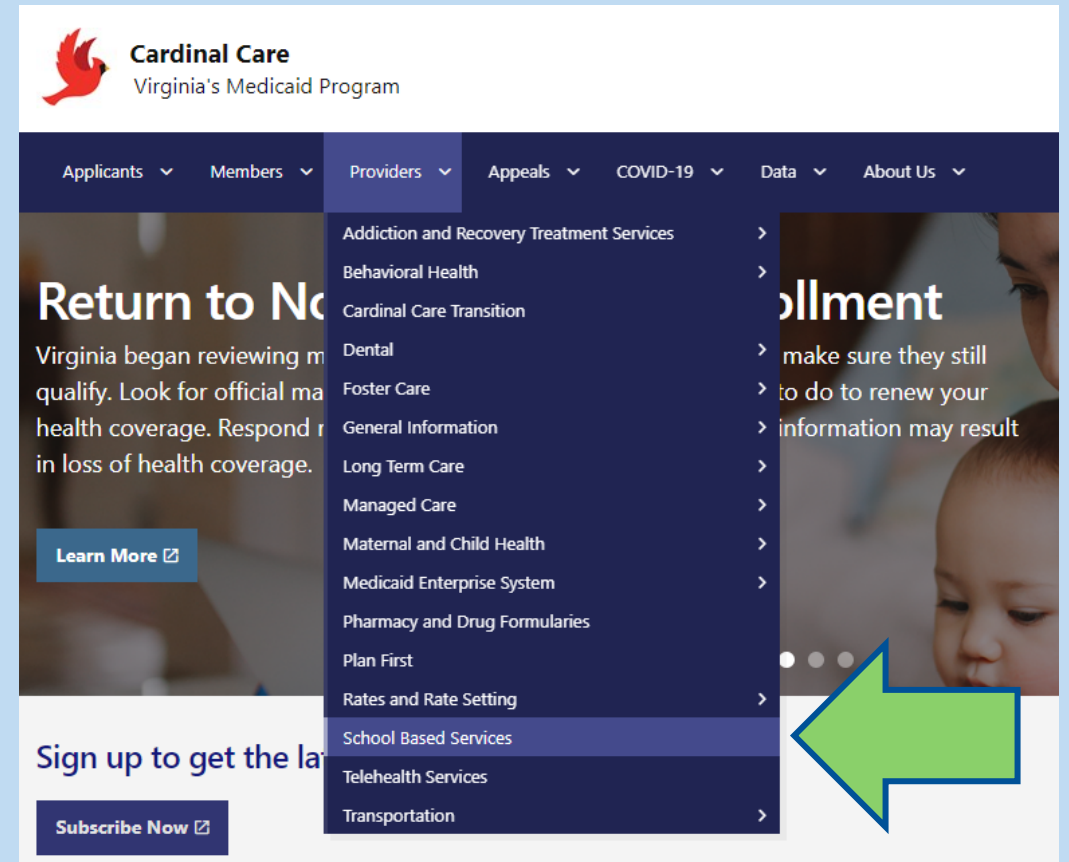 Cardinal Care
Virginia's Medicaid Program
Applicants Members Providers Appeals COVID-19 Data About Us
Addiction and Recovery Treatment Services
Behavioral Health
Cardinal Care Transition
Dental
Foster Care
General Information
Long Term Care
Managed Care
Maternal and Child Health
Medicaid Enterprise System
Pharmacy and Drug Formularies
Plan First
Rates and Rate Setting
School Based Services
Telehealth Services
Transportation
Return to
Virginia began reviewing make sure they still
qualify. Look for official to do to renew your
health coverage. Respond information may result
in loss of health coverage.
Learn More
Sign up to get the
Subscribe Now